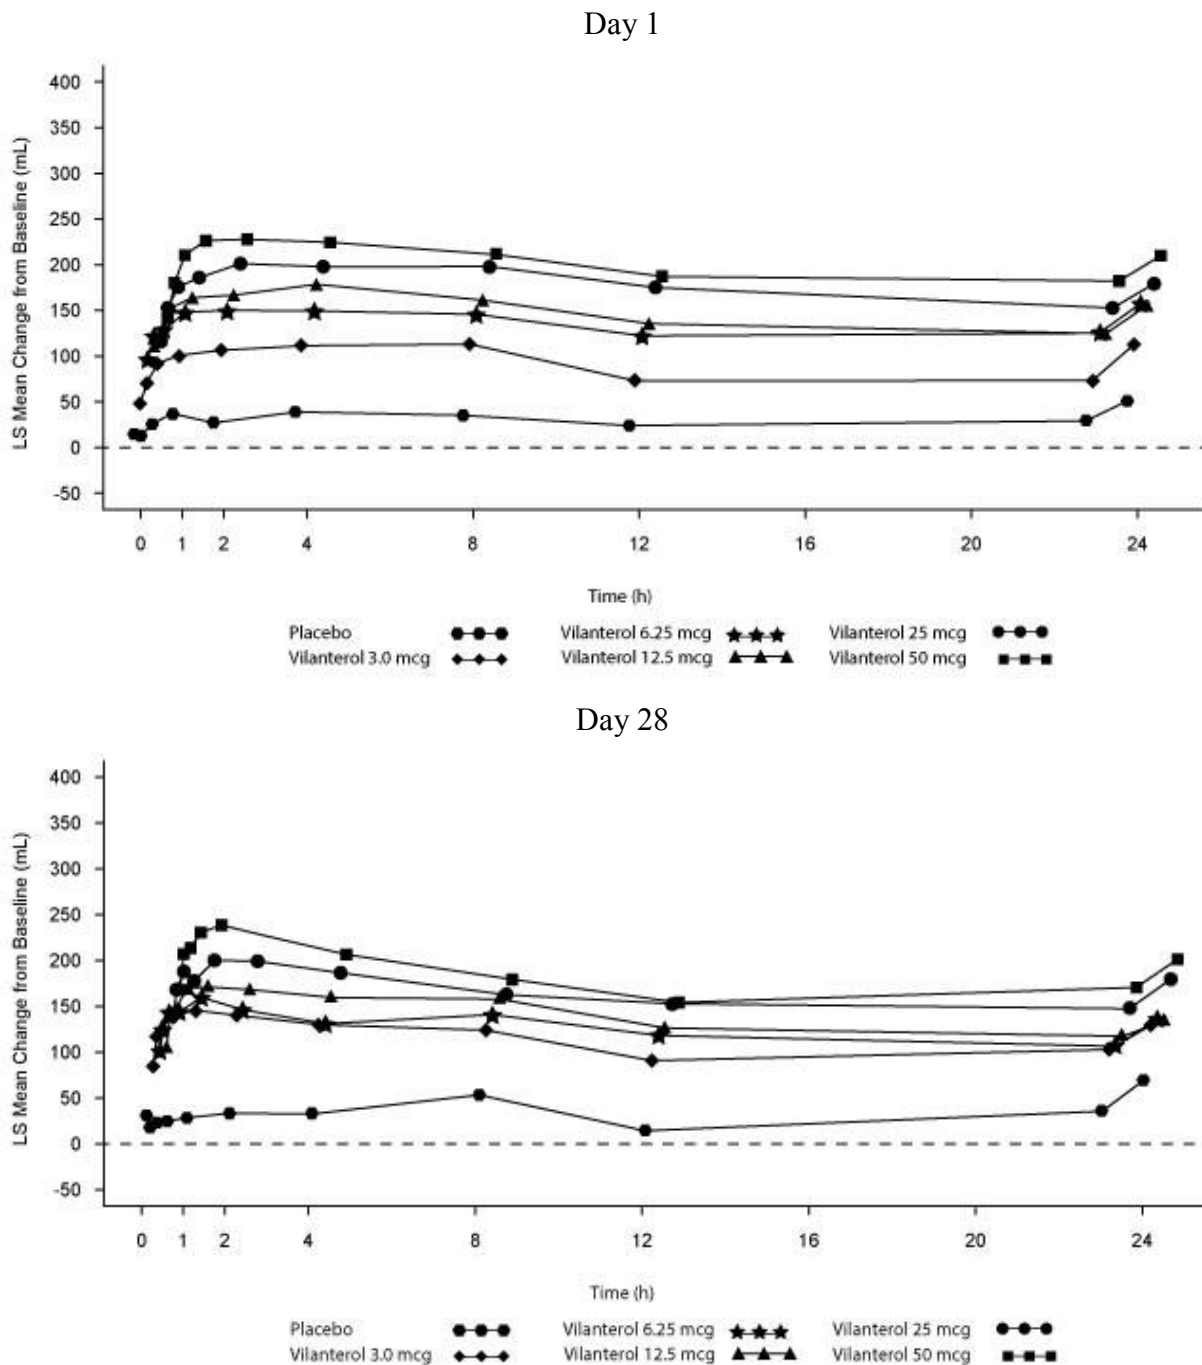 Day 1
LS Mean Change from Baseline (mL)
400
350
300
250
200
150
100
50
0
-50
0 1 2 4 8 12 16 20 24
Time (h)
Placebo Vilanterol 6.25 mcg Vilanterol 25 mcg
Vilanterol 3.0 mcg Vilanterol 12.5 mcg Vilanterol 50 mcg
Day 28
LS Mean Change from Baseline (mL)
400
350
300
250
200
150
100
50
0
-50
0 1 2 4 8 12 16 20 24
Time (h)
Placebo Vilanterol 6.25 mcg Vilanterol 25 mcg
Vilanterol 3.0 mcg Vilanterol 12.5 mcg Vilanterol 50 mcg